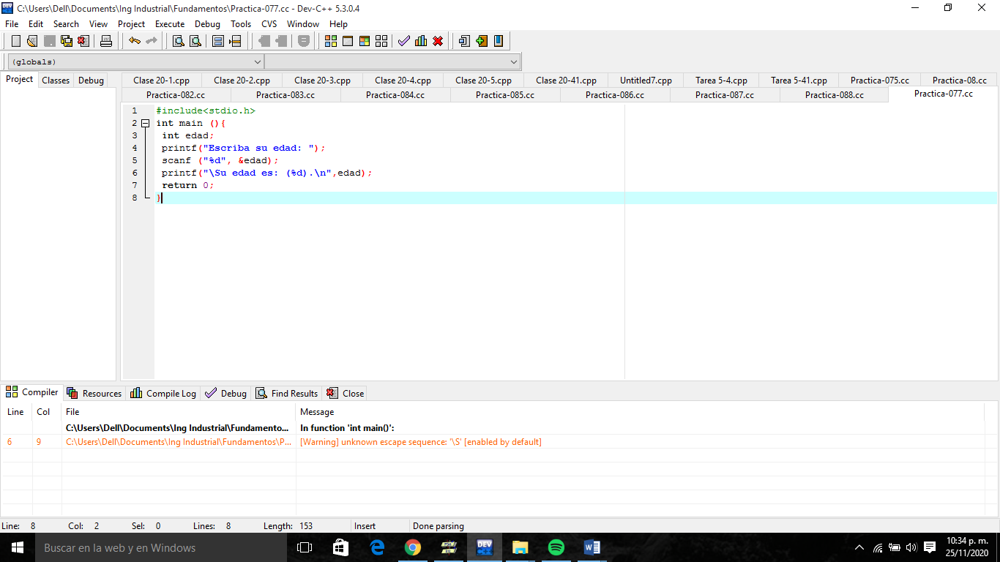 C:\Users\Dell\Documents\Ing Industrial\Fundamentos\Practica-077.cc - Dev-C++ 5.3.0.4
File Edit Search View Project Execute Debug Tools CVS Window Help
(globals)
Project Classes Debug
Clase 20-1.cpp Clase 20-2.cpp Clase 20-3.cpp Clase 20-4.cpp Clase 20-5.cpp Clase 20-41.cpp Untitled7.cpp Tarea 5-4.cpp Tarea 5-41.cpp Practica-075.cc Practica-08.cc
Practica-082.cc Practica-083.cc Practica-084.cc Practica-085.cc Practica-086.cc Practica-087.cc Practica-088.cc Practica-077.cc
1 #include<stdio.h>
2 int main (){
3 int edad;
4 printf("Escriba su edad: ");
5 scanf ("%d", &edad);
6 printf("\Su edad es: (%d).\n",edad);
7 return 0;
8 }
Compiler Resources Compile Log Debug Find Results Close
Line Col File Message
C:\Users\Dell\Documents\Ing Industrial\Fundamento... In function 'int main()':
6 9 C:\Users\Dell\Documents\Ing Industrial\Fundamentos\P... [Warning] unknown escape sequence: '\S' [enabled by default]
Line: 8 Col: 2 Sel: 0 Lines: 8 Length: 153 Insert Done parsing
Buscar en la web y en Windows
DEV
10:34 p. m.
25/11/2020